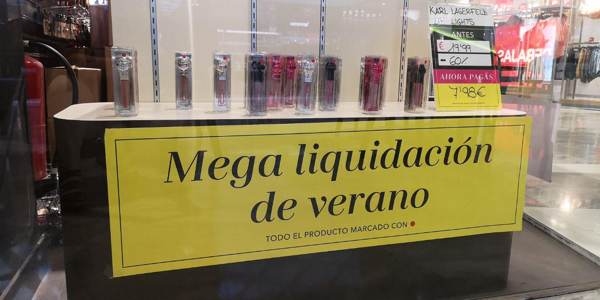 KARL LAGERFELD
LIGHTS
ANTES
€ 19'99
-60%
AHORA PAGAS
7'98€
Mega liquidación
de verano
TODO EL PRODUCTO MARCADO CON